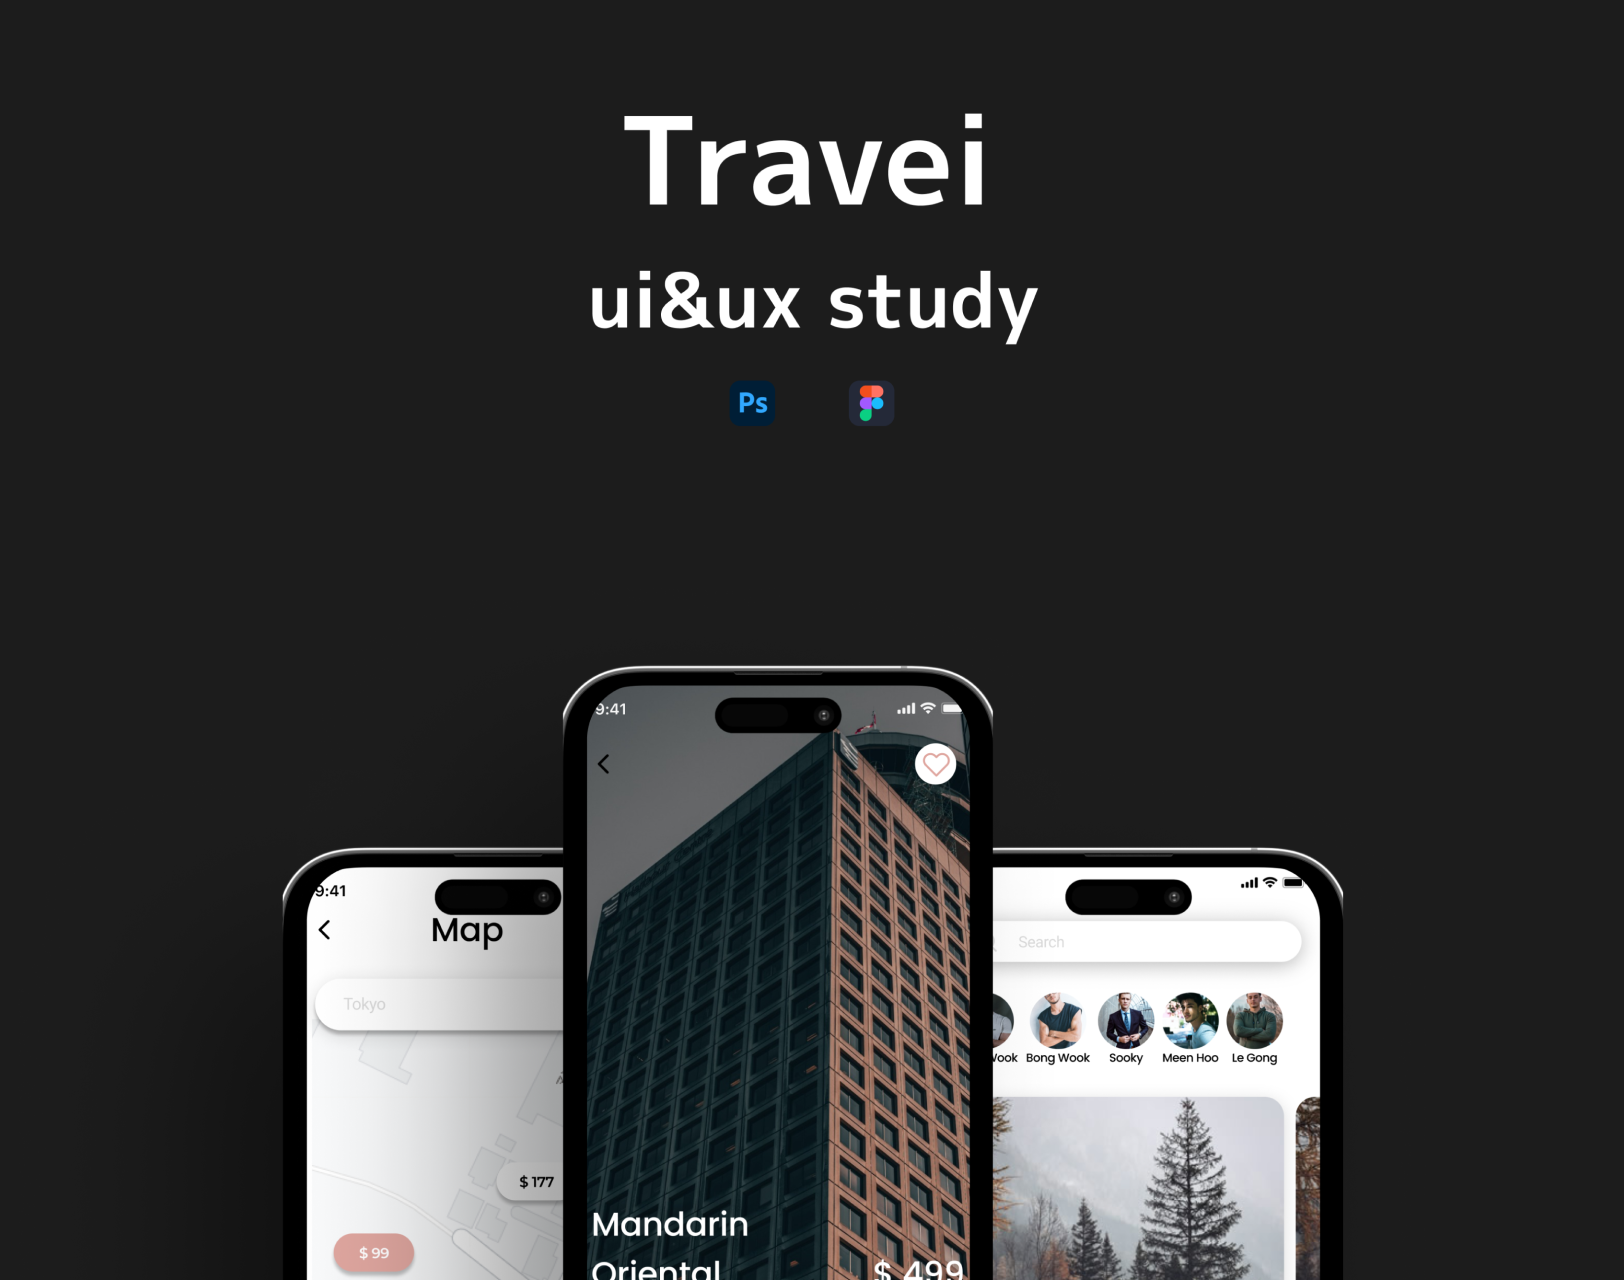 Travei
ui&ux study
Ps
9:41
Map
Tokyo
$ 177
$ 99
9:41
Mandarin
Oriental
$ 499
Search
Wook
Bong Wook
Sooky
Meen Hoo
Le Gong